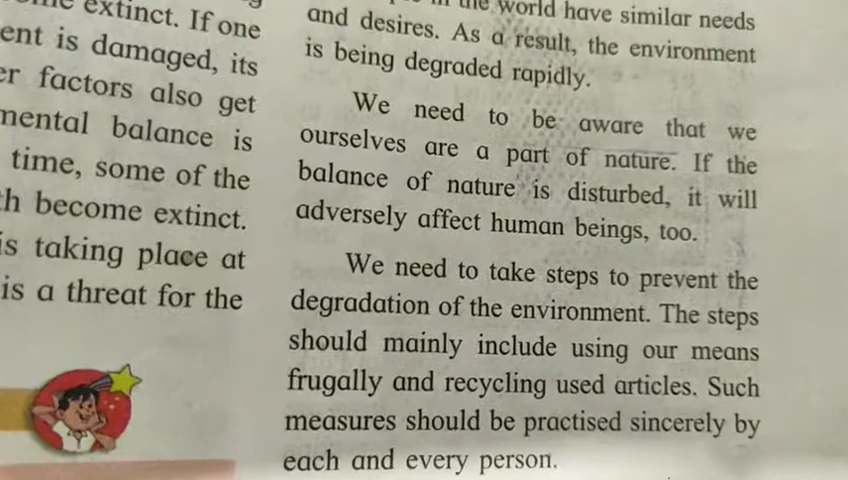 extinct. If one
ent is damaged, its
er factors also get
mental balance is
time, some of the
th become extinct.
is taking place at
is a threat for the
in the world have similar needs
and desires. As a result, the environment
is being degraded rapidly.
We need to be aware that we
ourselves are a part of nature. If the
balance of nature is disturbed, it will
adversely affect human beings, too.
We need to take steps to prevent the
degradation of the environment. The steps
should mainly include using our means
frugally and recycling used articles. Such
measures should be practised sincerely by
each and every person.